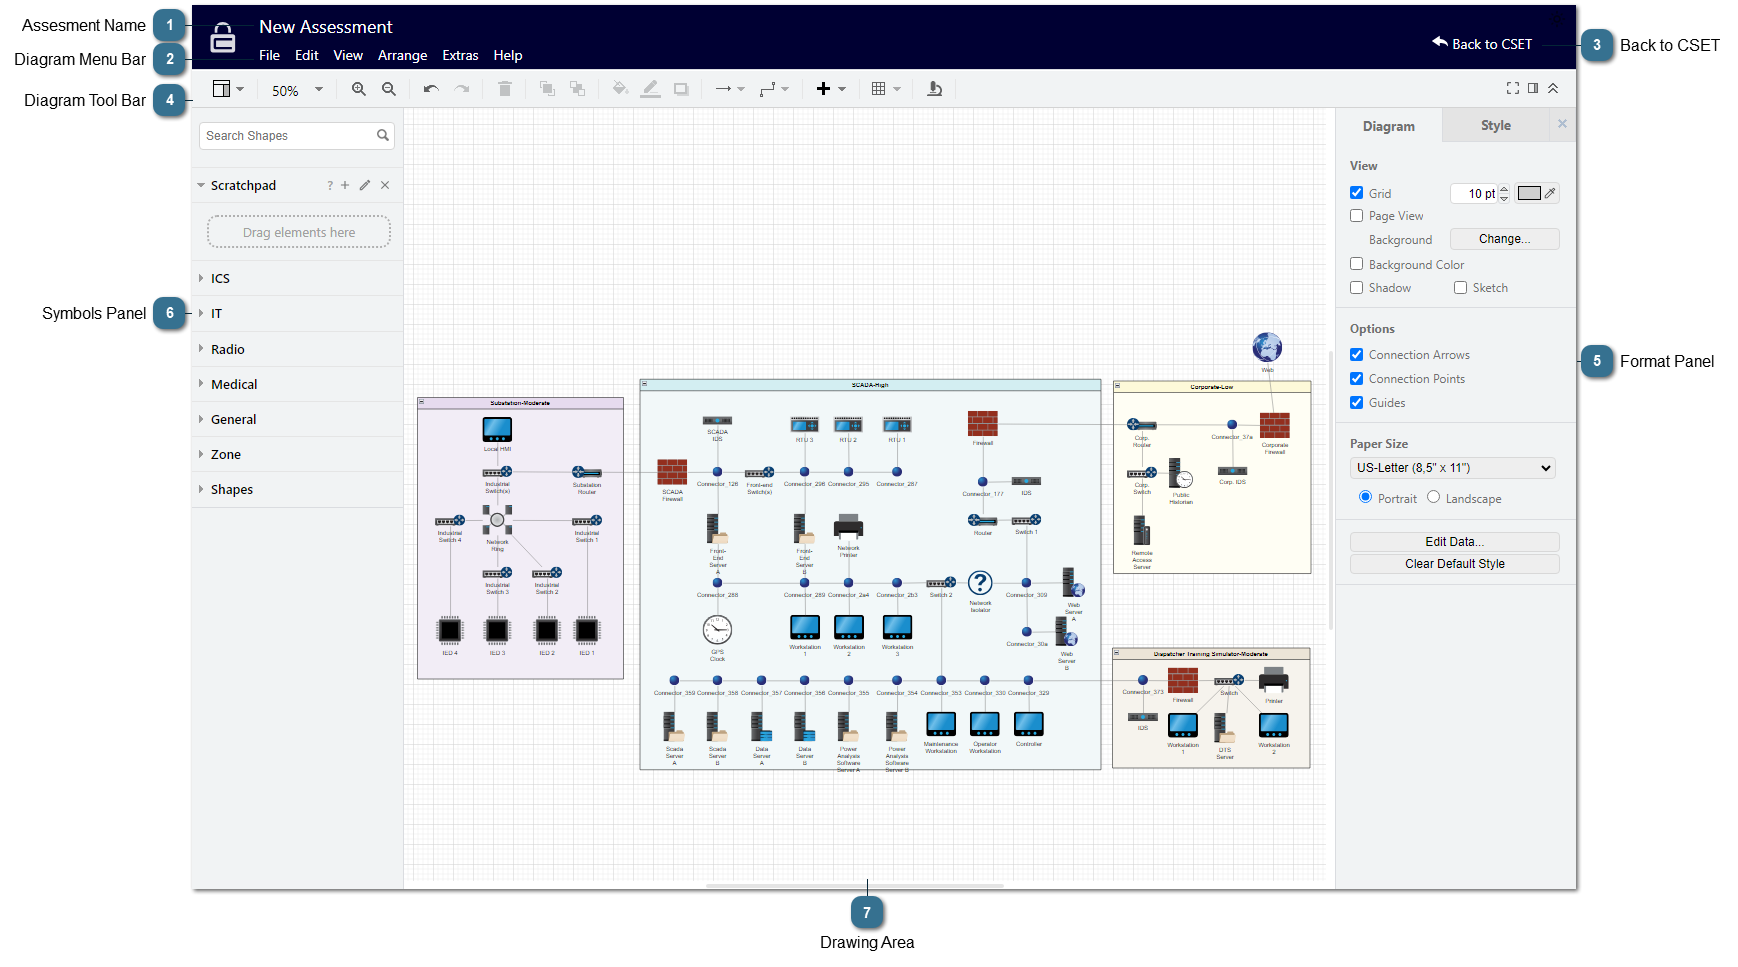 Assesment Name 1
New Assessment
Diagram Menu Bar 2
File Edit View Arrange Extras Help
Back to CSET
3 Back to CSET
Diagram Tool Bar 4
50%
Search Shapes
Scratchpad ?
Drag elements here
ICS
Symbols Panel 6
IT
Radio
Medical
General
Zone
Shapes
Substation-Moderate
Local HMI
Industrial Switch(s)
Substation Router
Industrial Switch 4
Network Ring
Industrial Switch 1
Industrial Switch 3
Industrial Switch 2
IED 4
IED 3
IED 2
IED 1
SCADA-High
SCADA IDS
RTU 3
RTU 2
RTU 1
Firewall
SCADA Firewall
Connector_126
Front-end Switch(s)
Connector_296
Connector_295
Connector_287
Connector_177
IDS
Router
Switch 1
Front-End Server A
Front-End Server B
Network Printer
Connector_288
Connector_289
Connector_2a4
Connector_2b3
Switch 2
Network Isolator
Connector_309
Web Server A
GPS Clock
Workstation 1
Workstation 2
Workstation 3
Connector_30a
Web Server B
Connector_359
Connector_358
Connector_357
Connector_356
Connector_355
Connector_354
Connector_353
Connector_330
Connector_329
Scada Server A
Scada Server B
Data Server A
Data Server B
Power Analysis Software Server A
Power Analysis Software Server B
Maintenance Workstation
Operator Workstation
Controller
Web
Corporate-Low
Corp. Router
Connector_37a
Corporate Firewall
Corp. Switch
Public Historian
Corp. IDS
Remote Access Server
Dispatcher Training Simulator-Moderate
Connector_373
Firewall
Switch
Printer
IDS
Workstation 1
DTS Server
Workstation 2
Diagram Style
View
Grid 10 pt
Page View
Background Change...
Background Color
Shadow Sketch
Options
Connection Arrows
5 Format Panel
Connection Points
Guides
Paper Size
US-Letter (8,5" x 11")
Portrait Landscape
Edit Data...
Clear Default Style
7
Drawing Area